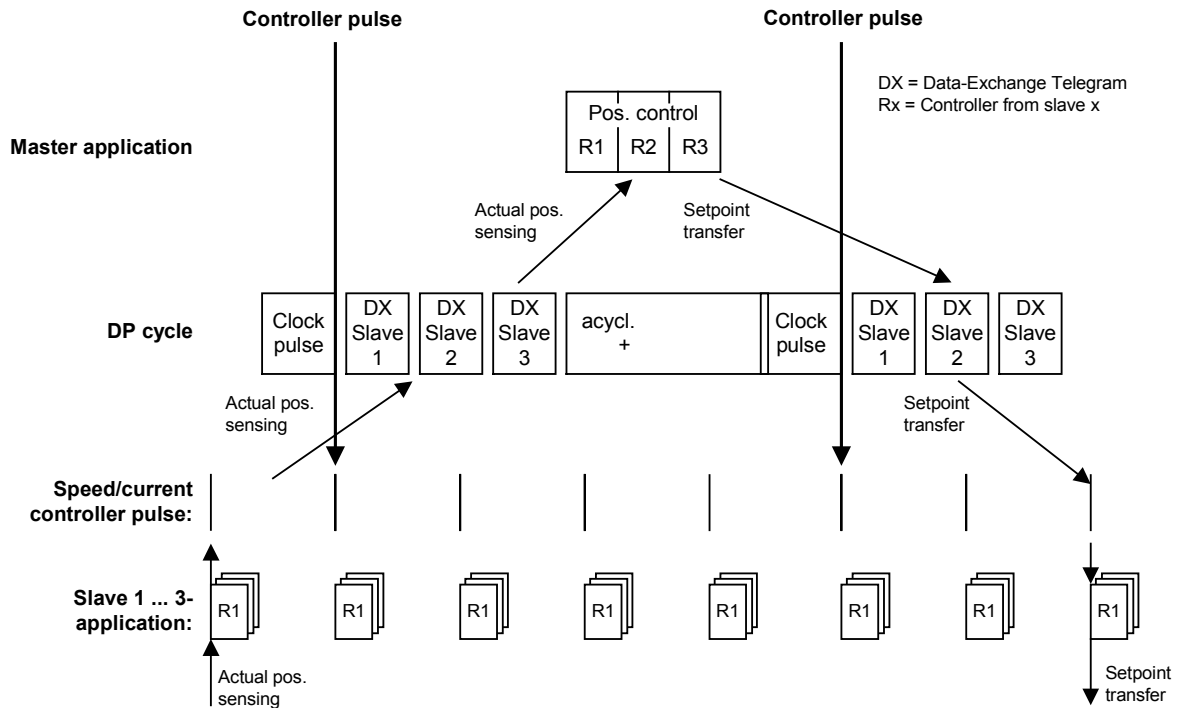 Controller pulse
Controller pulse
DX = Data-Exchange Telegram
Rx = Controller from slave x
Master application
Pos. control
R1 R2 R3
Actual pos.
sensing
Setpoint
transfer
DP cycle
Clock
pulse
DX
Slave
1
DX
Slave
2
DX
Slave
3
acycl.
+
Clock
pulse
DX
Slave
1
DX
Slave
2
DX
Slave
3
Actual pos.
sensing
Setpoint
transfer
Speed/current
controller pulse:
Slave 1 ... 3-
application:
R1
R1
R1
R1
R1
R1
R1
R1
Actual pos.
sensing
Setpoint
transfer